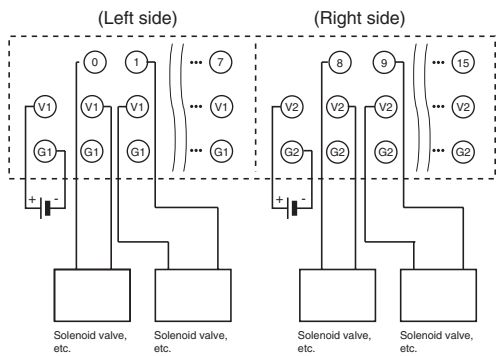 (Left side) (Right side)
0 1 ••• 7 8 9 ••• 15
V1 V1 V1 ••• V1 V2 V2 V2 ••• V2
G1 G1 G1 ••• G1 G2 G2 G2 ••• G2
+ - + -
Solenoid valve, Solenoid valve, Solenoid valve, Solenoid valve,
etc. etc. etc. etc.